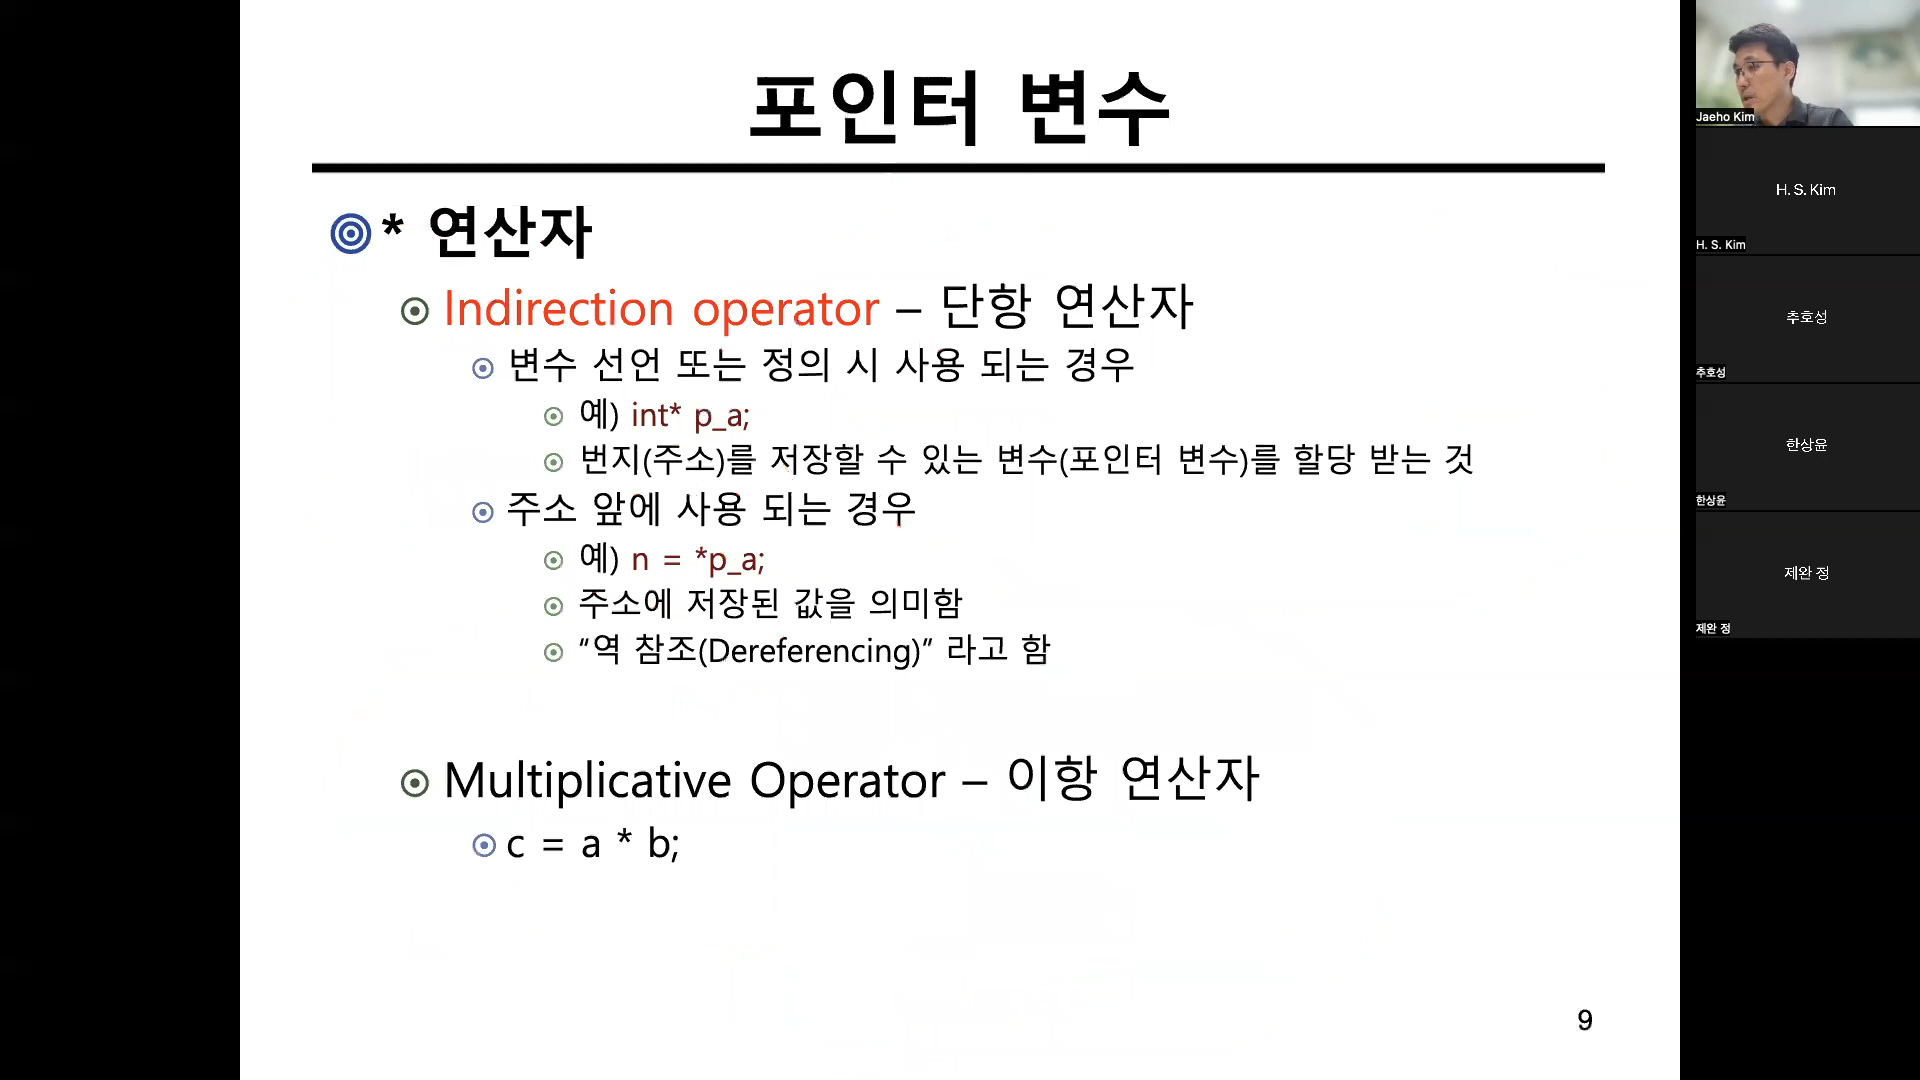 포인터 변수
* 연산자
Indirection operator – 단항 연산자
변수 선언 또는 정의 시 사용 되는 경우
예) int* p_a;
번지(주소)를 저장할 수 있는 변수(포인터 변수)를 할당 받는 것
주소 앞에 사용 되는 경우
예) n = *p_a;
주소에 저장된 값을 의미함
“역 참조(Dereferencing)” 라고 함
Multiplicative Operator – 이항 연산자
c = a * b;
9
Jaeho Kim
H. S. Kim
H. S. Kim
추호성
추호성
한상윤
한상윤
제완 정
제완 정